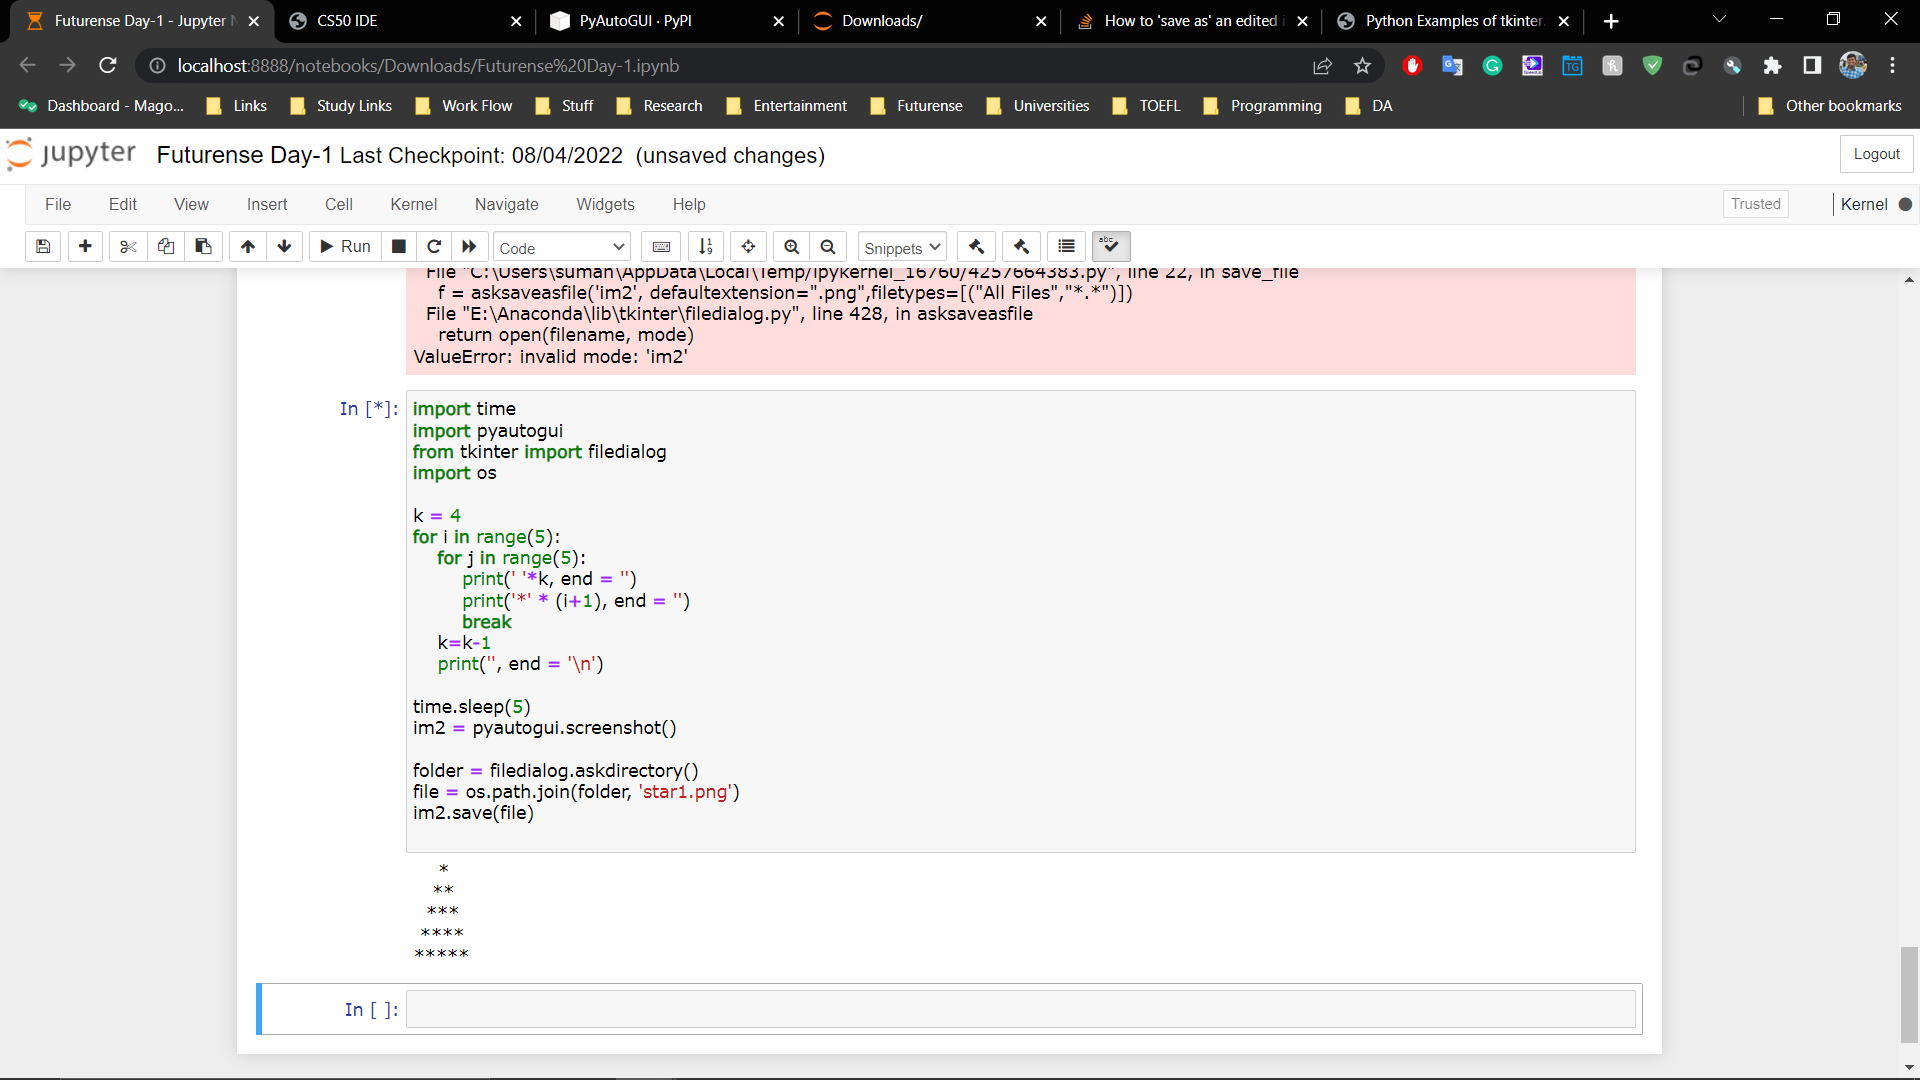 Futurense Day-1 - Jupyter N
CS50 IDE
PyAutoGUI · PyPI
Downloads/
How to 'save as' an edited i
Python Examples of tkinter.
localhost:8888/notebooks/Downloads/Futurense%20Day-1.ipynb
Dashboard - Mago...
Links
Study Links
Work Flow
Stuff
Research
Entertainment
Futurense
Universities
TOEFL
Programming
DA
Other bookmarks
jupyter
Futurense Day-1 Last Checkpoint: 08/04/2022 (unsaved changes)
Logout
File
Edit
View
Insert
Cell
Kernel
Navigate
Widgets
Help
Trusted
Kernel
Run
Code
Snippets
abc
File "C:\Users\suman\AppData\Local\Temp/ipykernel_16760/4257664383.py", line 22, in save_file
f = asksaveasfile('im2', defaultextension=".png",filetypes=[("All Files","*.*")])
File "E:\Anaconda\lib\tkinter\filedialog.py", line 428, in asksaveasfile
return open(filename, mode)
ValueError: invalid mode: 'im2'
In [*]:
import time
import pyautogui
from tkinter import filedialog
import os
k = 4
for i in range(5):
for j in range(5):
print(' '*k, end = '')
print('*' * (i+1), end = '')
break
k=k-1
print('', end = '\n')
time.sleep(5)
im2 = pyautogui.screenshot()
folder = filedialog.askdirectory()
file = os.path.join(folder, 'star1.png')
im2.save(file)
*
**
***
****
*****
In [ ]: